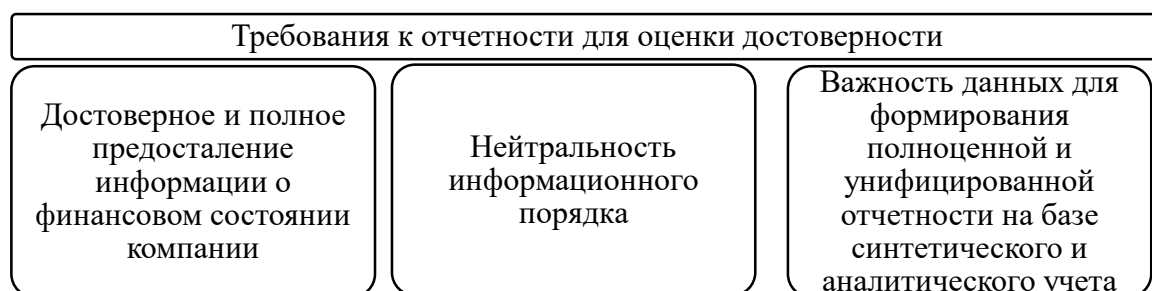 Требования к отчетности для оценки достоверности
Достоверное и полное
предосталение
информации о
финансовом состоянии
компании
Нейтральность
информационного
порядка
Важность данных для
формирования
полноценной и
унифицированной
отчетности на базе
синтетического и
аналитического учета